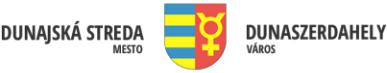 DUNAJSKÁ STREDA
MESTO
DUNASZERDAHELY
VÁROS